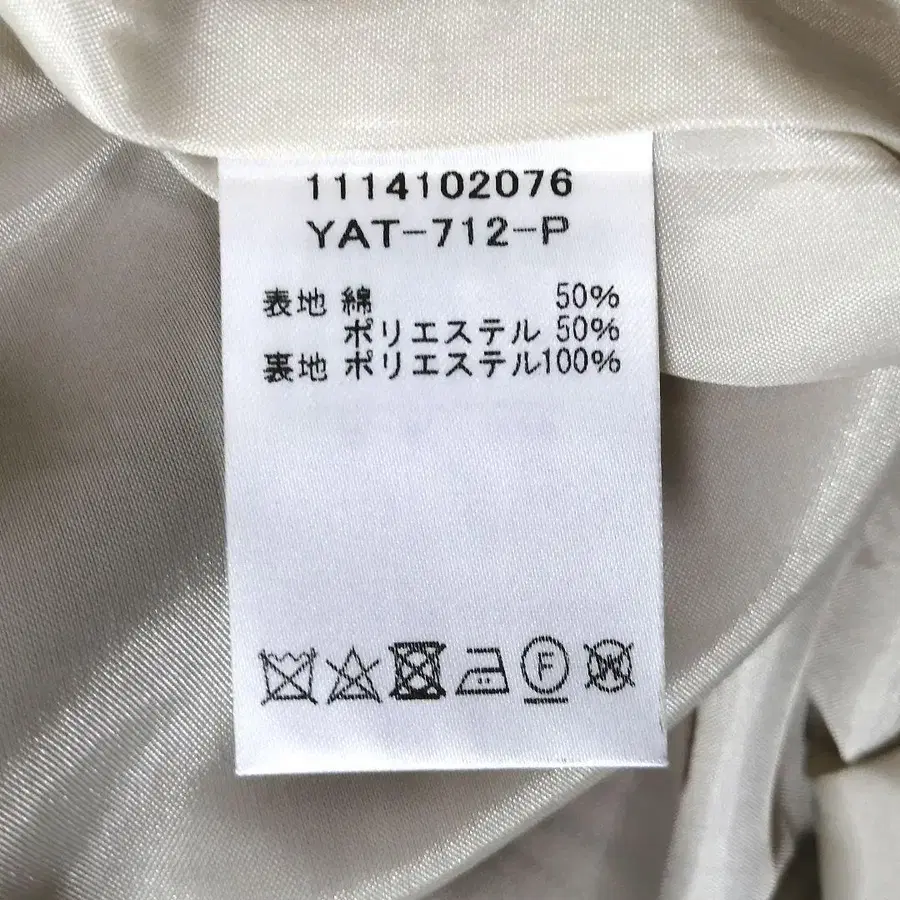 1114102076
YAT-712-P
表地 綿 50%
ポリエステル 50%
裏地 ポリエステル100%
F
W